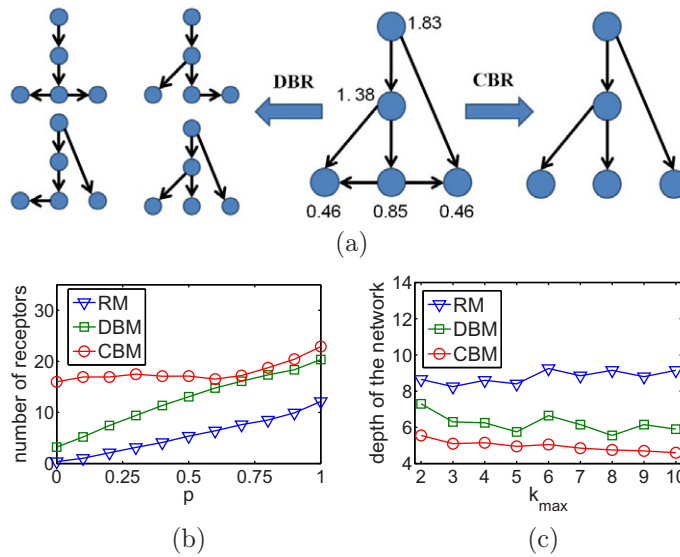 1.83
DBR
CBR
1.38
0.46 0.85 0.46
(a)
number of receptors
35
30
20
10
0
RM
DBM
CBM
0 0.25 0.5 0.75 1
p
(b)
depth of the network
14
12
10
8
6
4
RM
DBM
CBM
2 3 4 5 6 7 8 9 10
k max
(c)